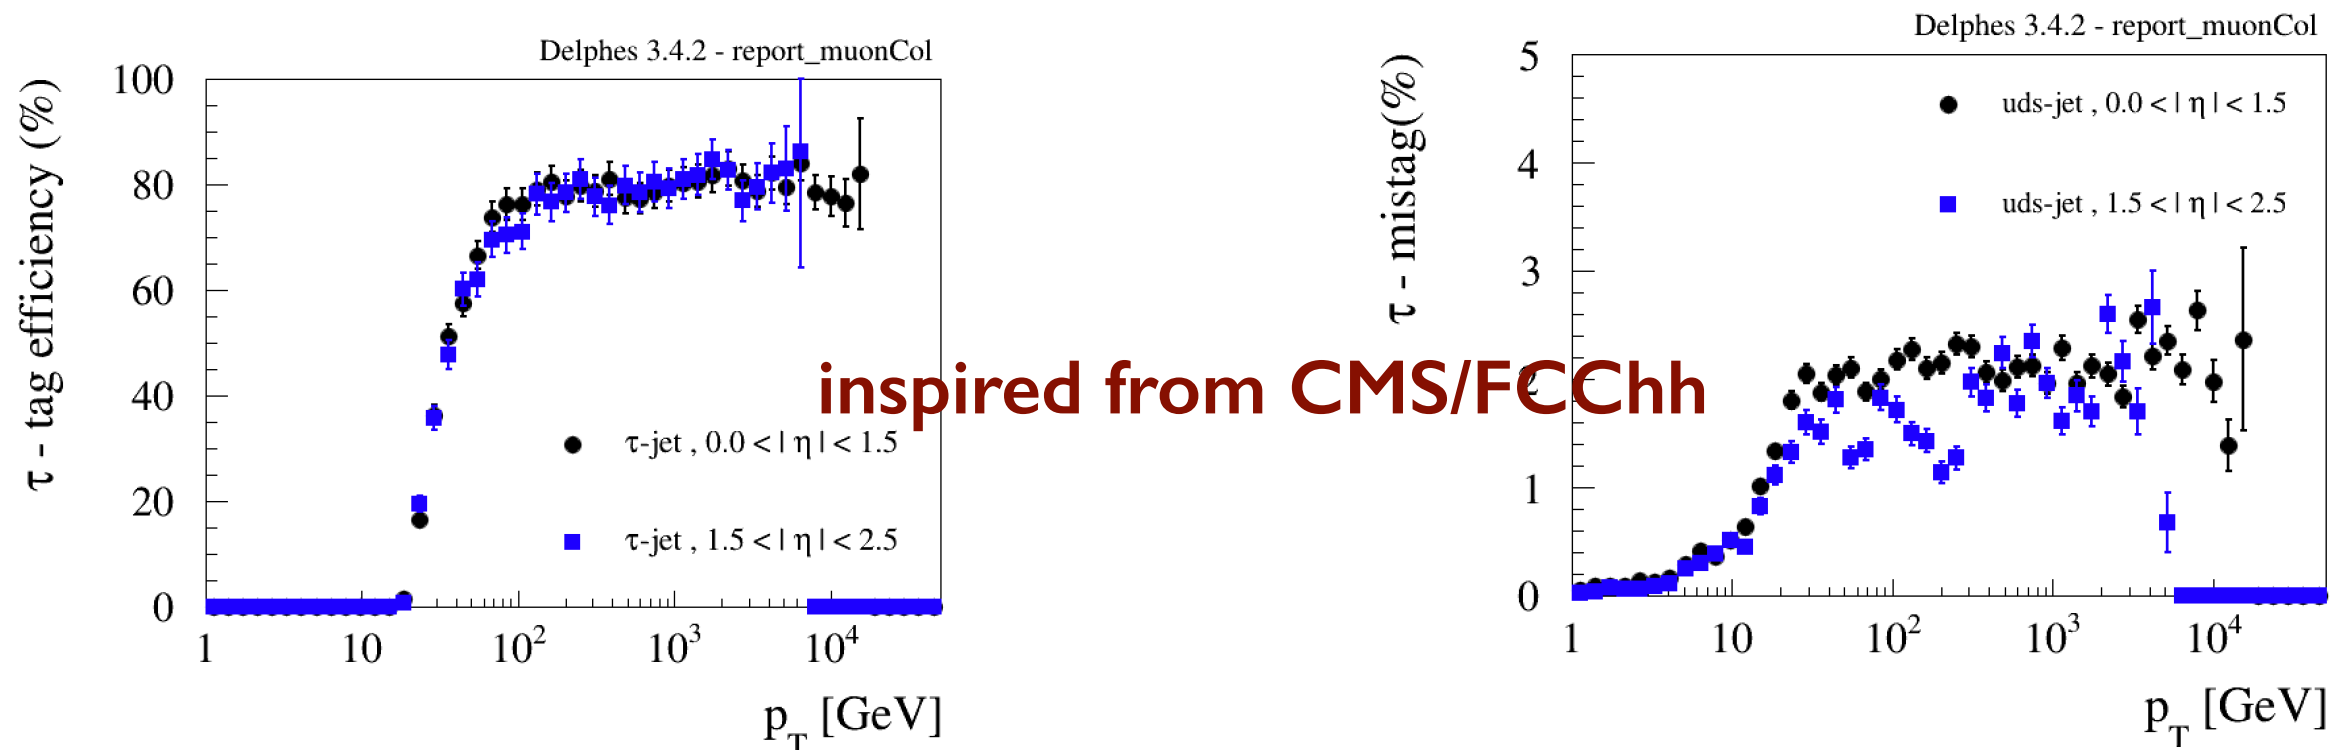 Delphes 3.4.2 - report_muonCol
τ - tag efficiency (%)
100
80
60
40
20
0
τ-jet , 0.0 < | η | < 1.5
τ-jet , 1.5 < | η | < 2.5
1 10 10² 10³ 10⁴
p_T [GeV]
inspired from CMS/FCChh
Delphes 3.4.2 - report_muonCol
τ - mistag(%)
5
4
3
2
1
0
uds-jet , 0.0 < | η | < 1.5
uds-jet , 1.5 < | η | < 2.5
1 10 10² 10³ 10⁴
p_T [GeV]